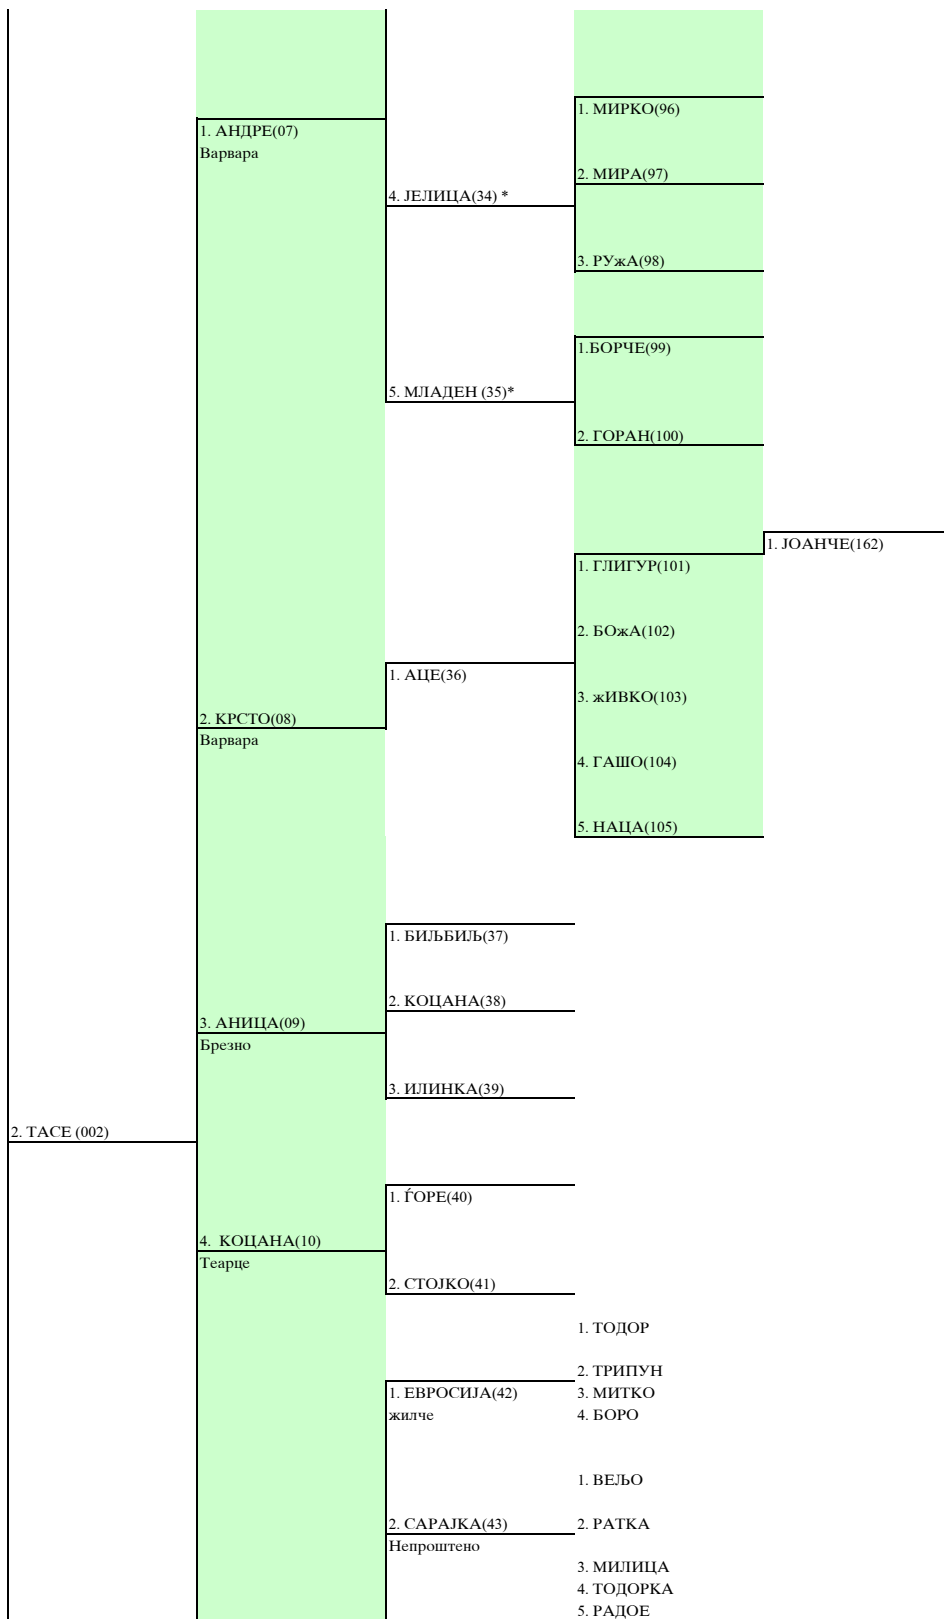 1. МИРКО(96)
1. АНДРЕ(07)
Варвара
2. МИРА(97)
4. ЈЕЛИЦА(34) *
3. РУжА(98)
1.БОРЧЕ(99)
5. МЛАДЕН (35)*
2. ГОРАН(100)
1. ЈОАНЧЕ(162)
1. ГЛИГУР(101)
2. БОжА(102)
1. АЦЕ(36)
3. жИВКО(103)
2. КРСТО(08)
Варвара
4. ГАШО(104)
5. НАЦА(105)
1. БИЉБИЉ(37)
2. КОЦАНА(38)
3. АНИЦА(09)
Брезно
3. ИЛИНКА(39)
2. ТАСЕ (002)
1. ЃОРЕ(40)
4. КОЦАНА(10)
Теарце
2. СТОЈКО(41)
1. ТОДОР
2. ТРИПУН
1. ЕВРОСИЈА(42)
3. МИТКО
жилче
4. БОРО
1. ВЕЉО
2. САРАЈКА(43)
2. РАТКА
Непроштено
3. МИЛИЦА
4. ТОДОРКА
5. РАДОЕ